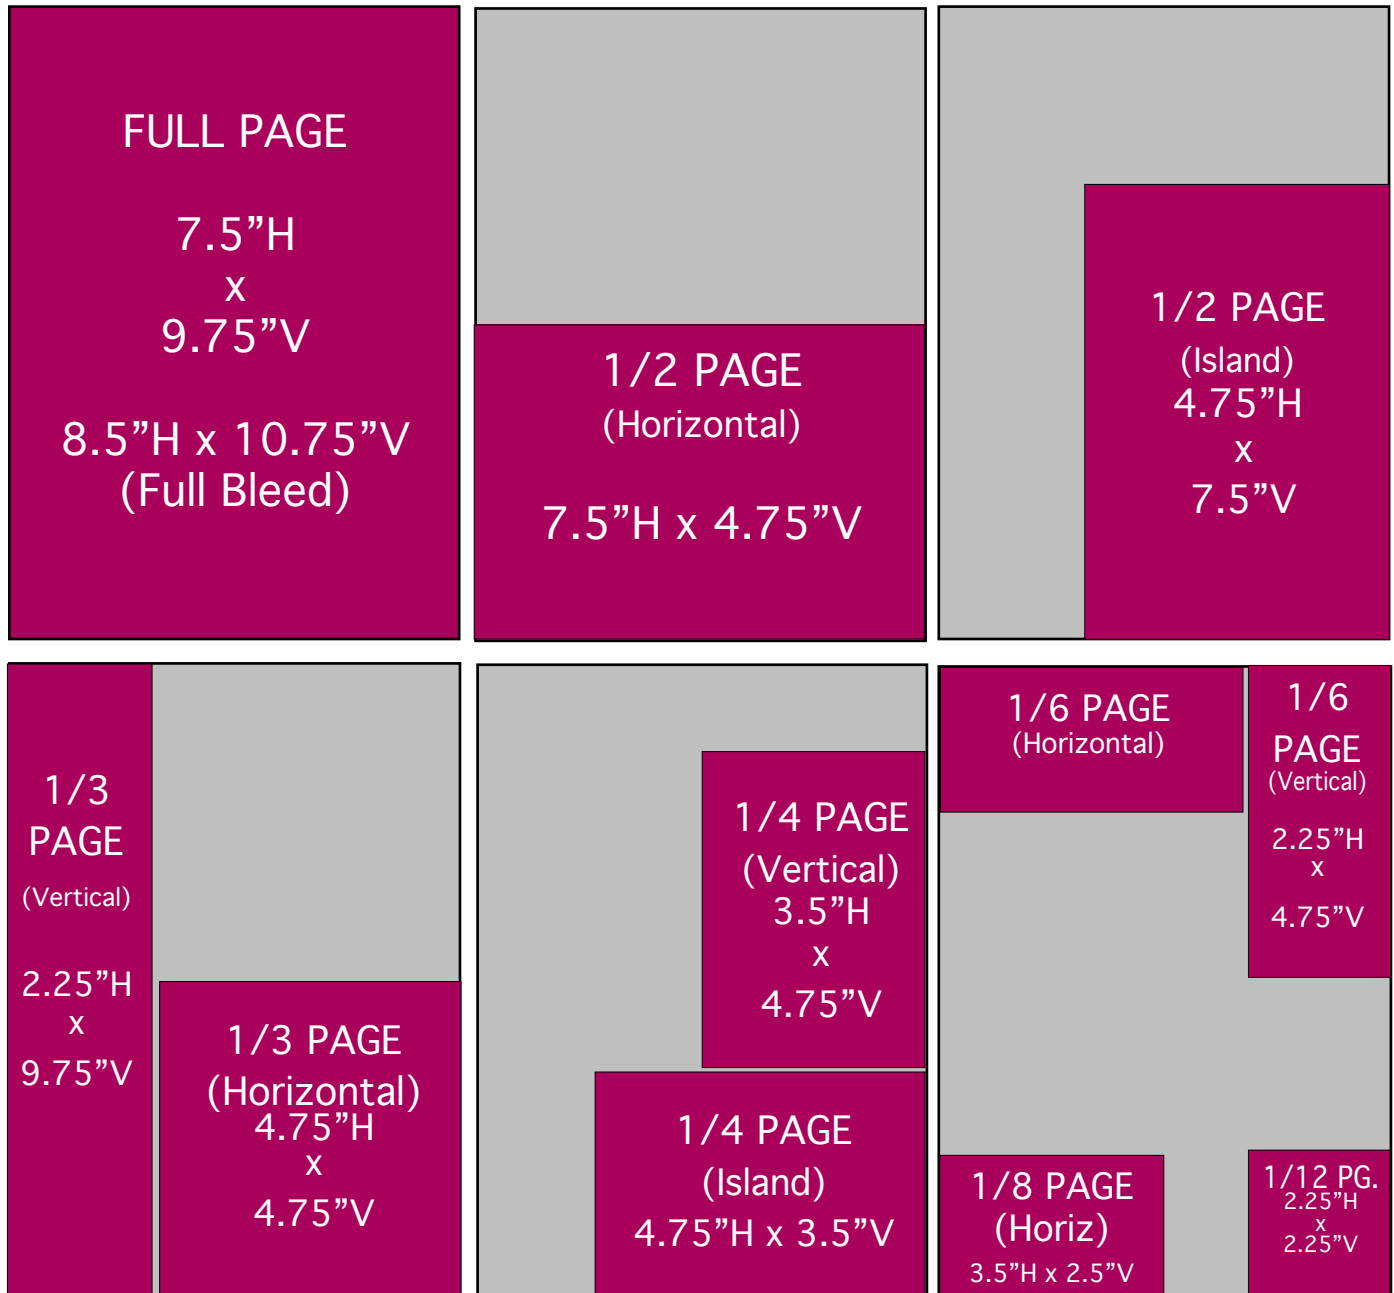 FULL PAGE
7.5”H
x
9.75”V
8.5”H x 10.75”V
(Full Bleed)
1/2 PAGE
(Horizontal)
7.5”H x 4.75”V
1/2 PAGE
(Island)
4.75”H
x
7.5”V
1/3
PAGE
(Vertical)
2.25”H
x
9.75”V
1/3 PAGE
(Horizontal)
4.75”H
x
4.75”V
1/4 PAGE
(Vertical)
3.5”H
x
4.75”V
1/4 PAGE
(Island)
4.75”H x 3.5”V
1/6 PAGE
(Horizontal)
1/6
PAGE
(Vertical)
2.25”H
x
4.75”V
1/8 PAGE
(Horiz)
3.5”H x 2.5”V
1/12 PG.
2.25”H
x
2.25”V